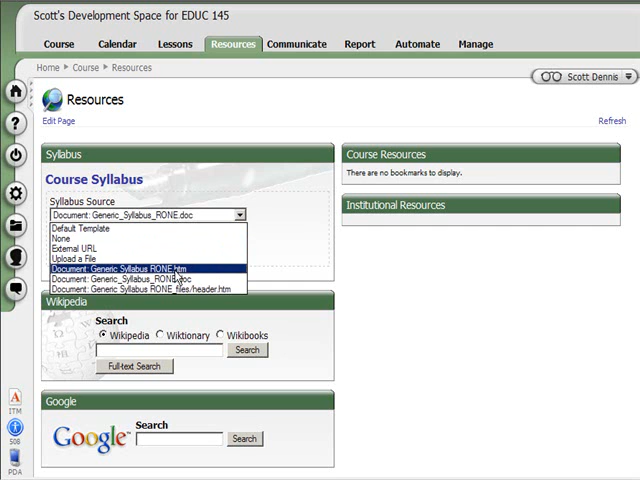 Scott's Development Space for EDUC 145
Course Calendar Lessons Resources Communicate Report Automate Manage
Home Course Resources
Scott Dennis
Resources
Edit Page Refresh
Syllabus
Course Syllabus
Syllabus Source
Document: Generic_Syllabus_RONE.doc
Default Template
None
External URL
Upload a File
Document: Generic Syllabus RONE.htm
Document: Generic_Syllabus_RONE.doc
Document: Generic Syllabus RONE_files/header.htm
Course Resources
There are no bookmarks to display.
Institutional Resources
Wikipedia
Search
Wikipedia Wiktionary Wikibooks
Search
Full-text Search
Google
Search
Google Search
A
ITM
508
PDA